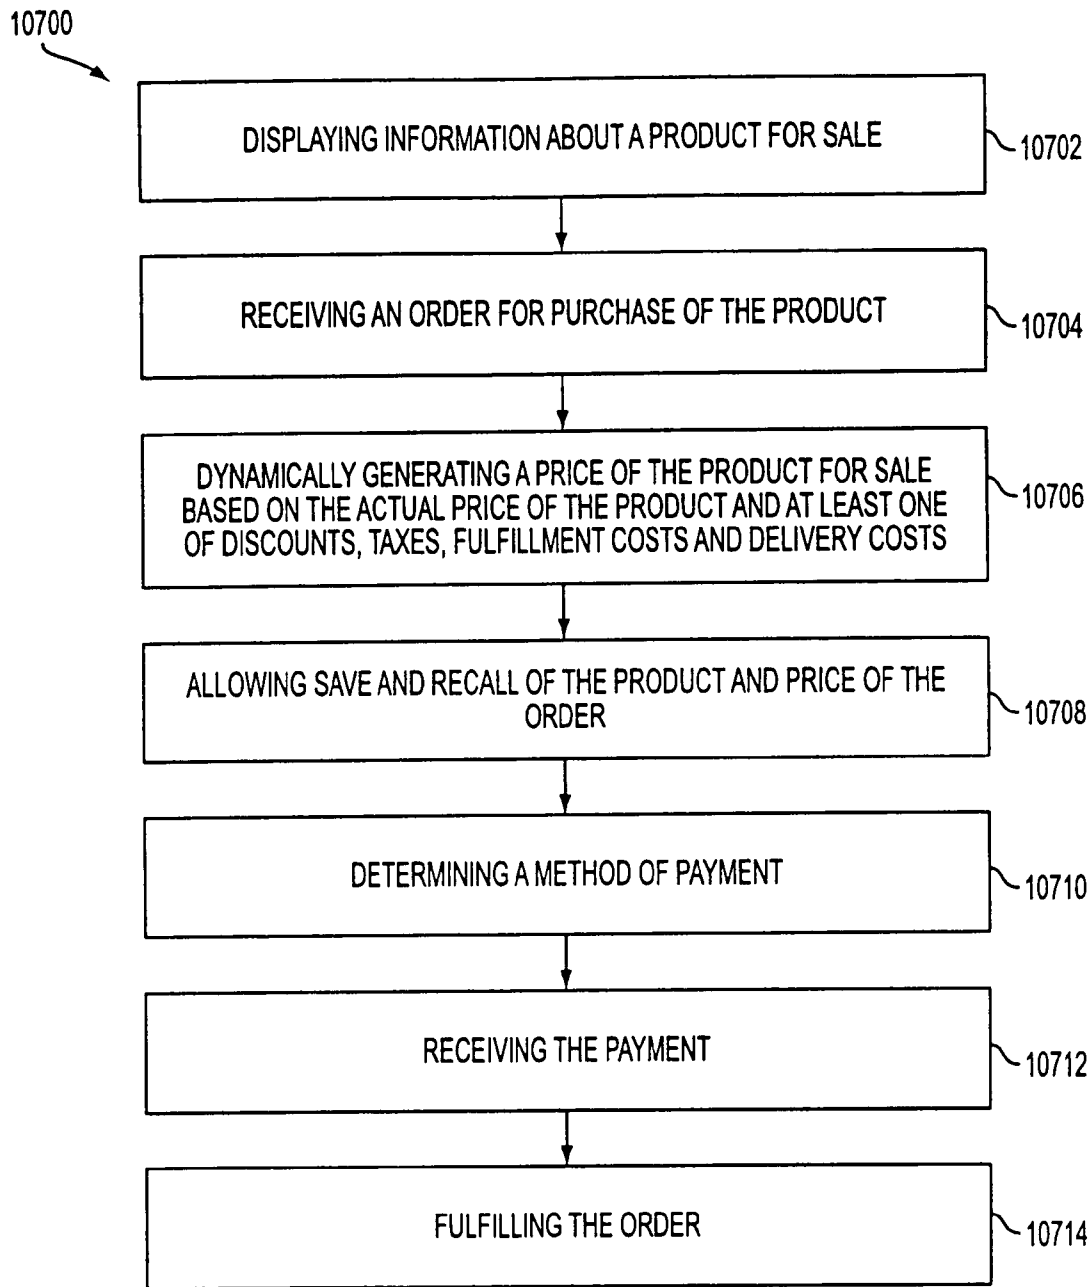 10700
DISPLAYING INFORMATION ABOUT A PRODUCT FOR SALE
10702
RECEIVING AN ORDER FOR PURCHASE OF THE PRODUCT
10704
DYNAMICALLY GENERATING A PRICE OF THE PRODUCT FOR SALE
BASED ON THE ACTUAL PRICE OF THE PRODUCT AND AT LEAST ONE
OF DISCOUNTS, TAXES, FULFILLMENT COSTS AND DELIVERY COSTS
10706
ALLOWING SAVE AND RECALL OF THE PRODUCT AND PRICE OF THE
ORDER
10708
DETERMINING A METHOD OF PAYMENT
10710
RECEIVING THE PAYMENT
10712
FULFILLING THE ORDER
10714